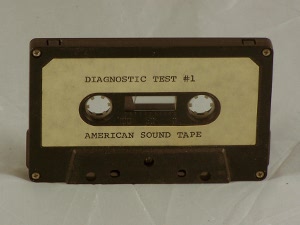 DIAGNOSTIC TEST #1
AMERICAN SOUND TAPE